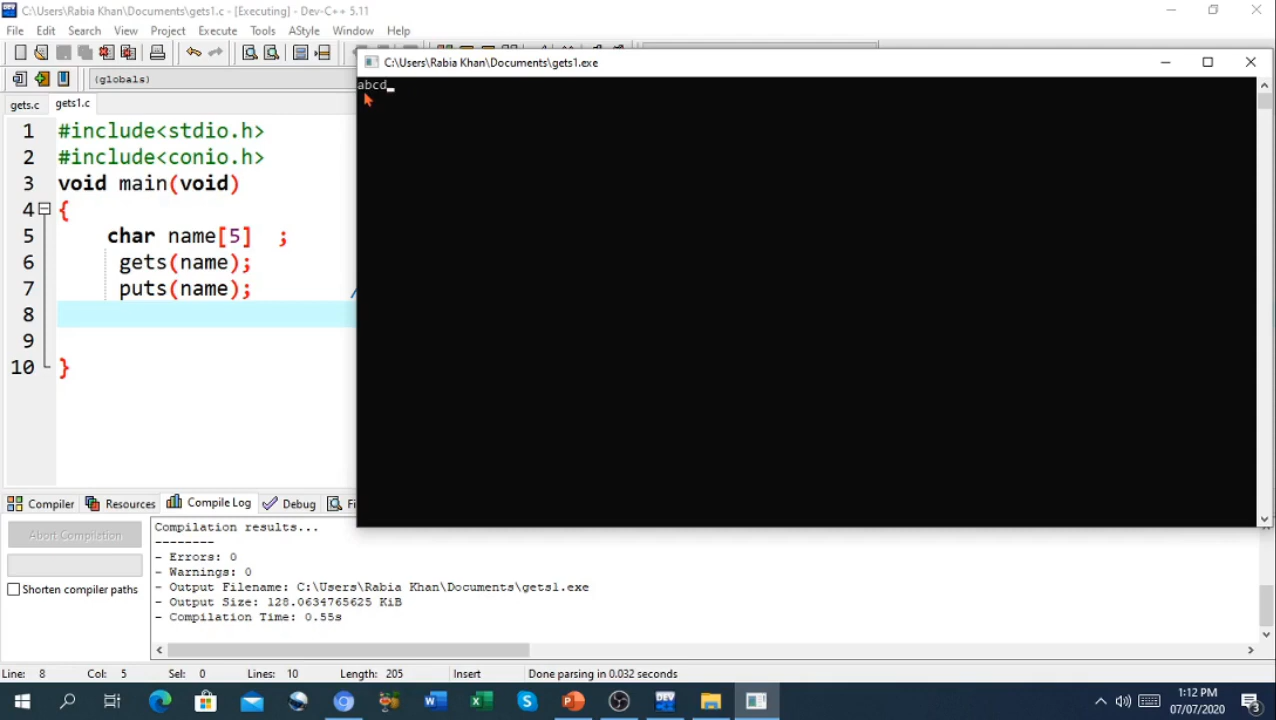 C:\Users\Rabia Khan\Documents\gets1.c - [Executing] - Dev-C++ 5.11
File Edit Search View Project Execute Tools AStyle Window Help
C:\Users\Rabia Khan\Documents\gets1.exe
(globals)
abcd_
gets.c gets1.c
1 #include<stdio.h>
2 #include<conio.h>
3 void main(void)
4 {
5 char name[5] ;
6 gets(name);
7 puts(name); /
8
9
10 }
Compiler Resources Compile Log Debug Fi
Compilation results...
--------
- Errors: 0
- Warnings: 0
- Output Filename: C:\Users\Rabia Khan\Documents\gets1.exe
- Output Size: 128.0634765625 KiB
- Compilation Time: 0.55s
Abort Compilation
Shorten compiler paths
Line: 8 Col: 5 Sel: 0 Lines: 10 Length: 205 Insert Done parsing in 0.032 seconds
1:12 PM
07/07/2020
3